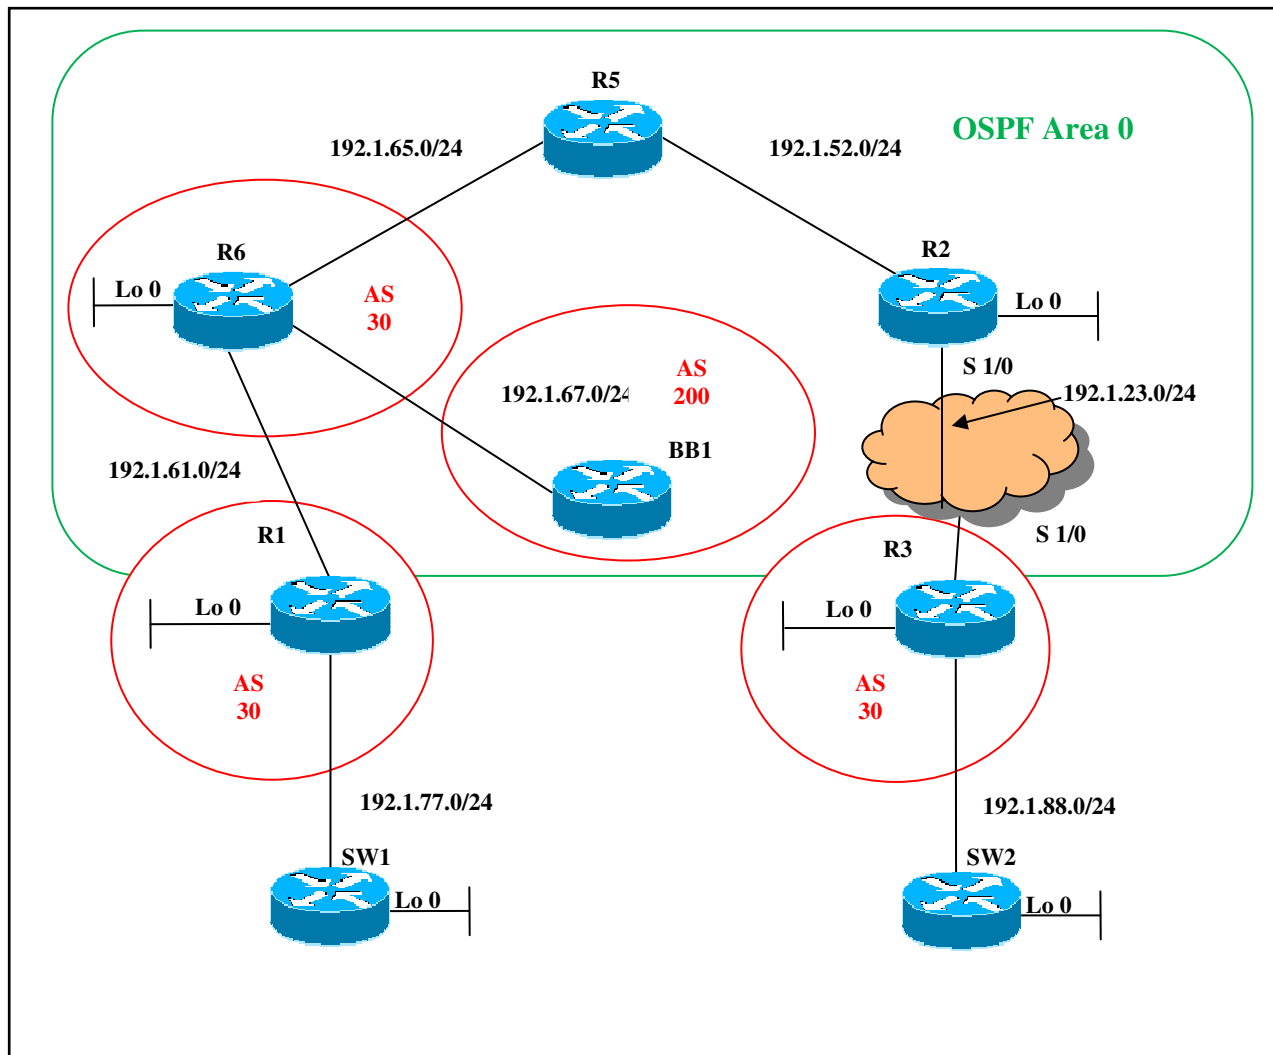 R5
OSPF Area 0
192.1.65.0/24
192.1.52.0/24
R6
R2
Lo 0
AS
30
Lo 0
S 1/0
AS
200
192.1.67.0/24
192.1.23.0/24
BB1
192.1.61.0/24
R1
S 1/0
R3
Lo 0
Lo 0
AS
30
AS
30
192.1.77.0/24
192.1.88.0/24
SW1
SW2
Lo 0
Lo 0